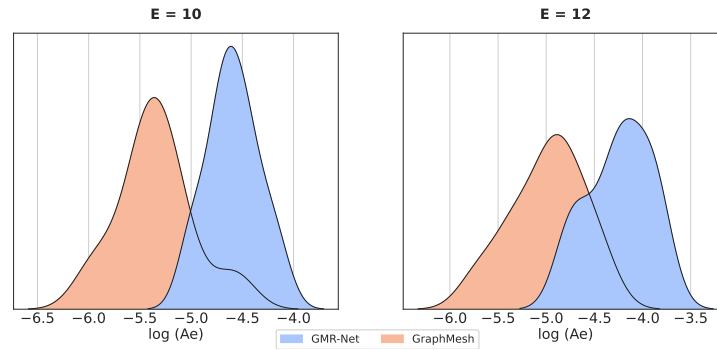 E = 10
E = 12
−6.5 −6.0 −5.5 −5.0 −4.5 −4.0
−6.0 −5.5 −5.0 −4.5 −4.0 −3.5
log (Ae)
log (Ae)
GMR-Net GraphMesh